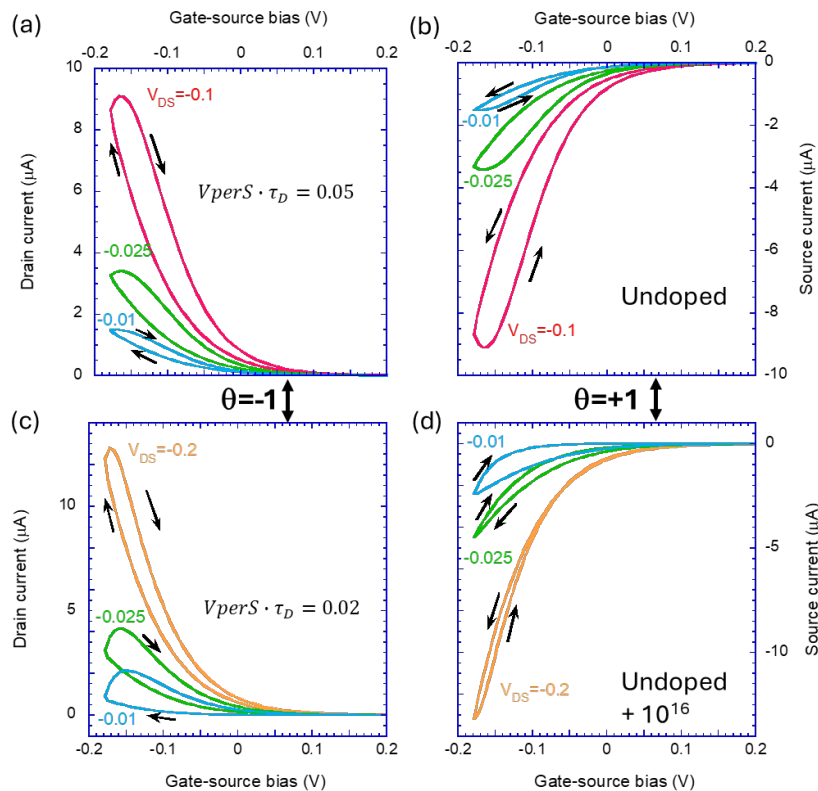 (a)
Gate-source bias (V)
-0.2 -0.1 0 0.1 0.2
10
8
6
4
2
0
Drain current (μA)
V_DS=-0.1
VperS · τ_D = 0.05
-0.025
-0.01
(b)
Gate-source bias (V)
-0.2 -0.1 0 0.1 0.2
0
-2
-4
-6
-8
-10
Source current (μA)
-0.01
-0.025
Undoped
V_DS=-0.1
θ=-1
θ=+1
(c)
10
5
0
Drain current (μA)
V_DS=-0.2
VperS · τ_D = 0.02
-0.025
-0.01
-0.2 -0.1 0 0.1 0.2
Gate-source bias (V)
(d)
0
-5
-10
Source current (μA)
-0.01
-0.025
V_DS=-0.2
Undoped
+ 10^16
-0.2 -0.1 0 0.1 0.2
Gate-source bias (V)